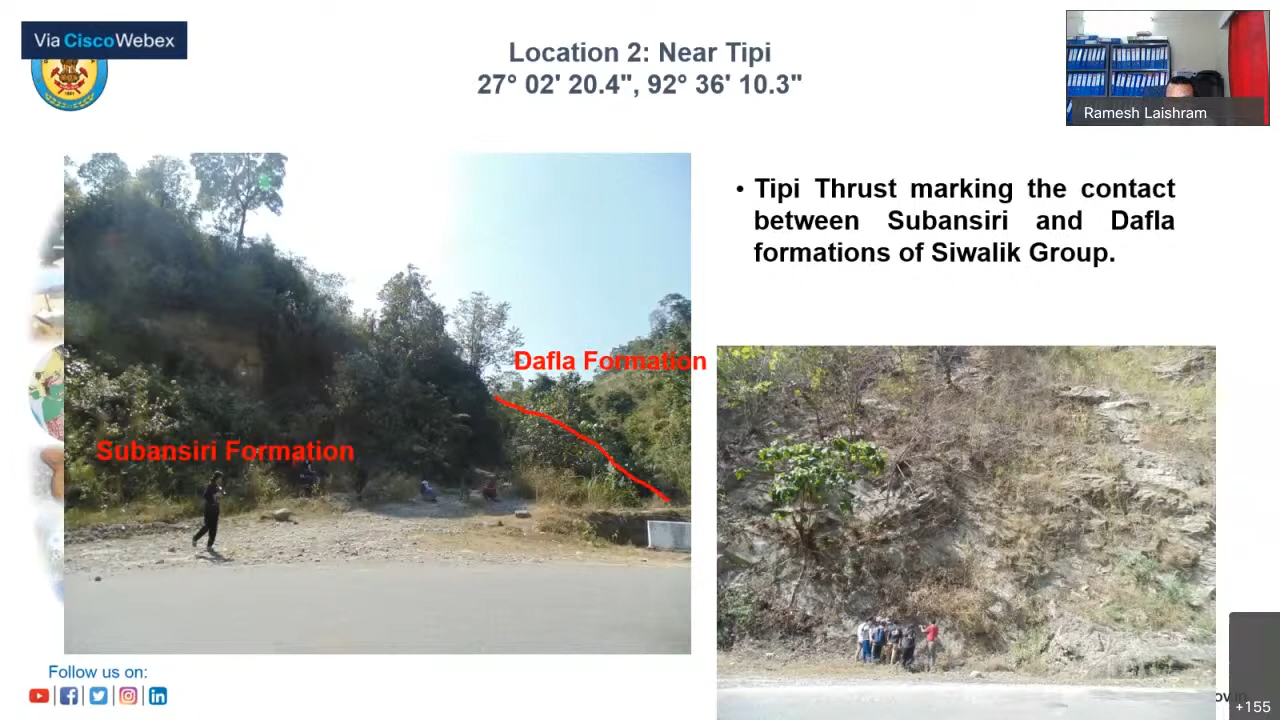 Via CiscoWebex
Location 2: Near Tipi
27° 02' 20.4", 92° 36' 10.3"
Ramesh Laishram
• Tipi Thrust marking the contact
between Subansiri and Dafla
formations of Siwalik Group.
Dafla Formation
Subansiri Formation
Follow us on:
+155